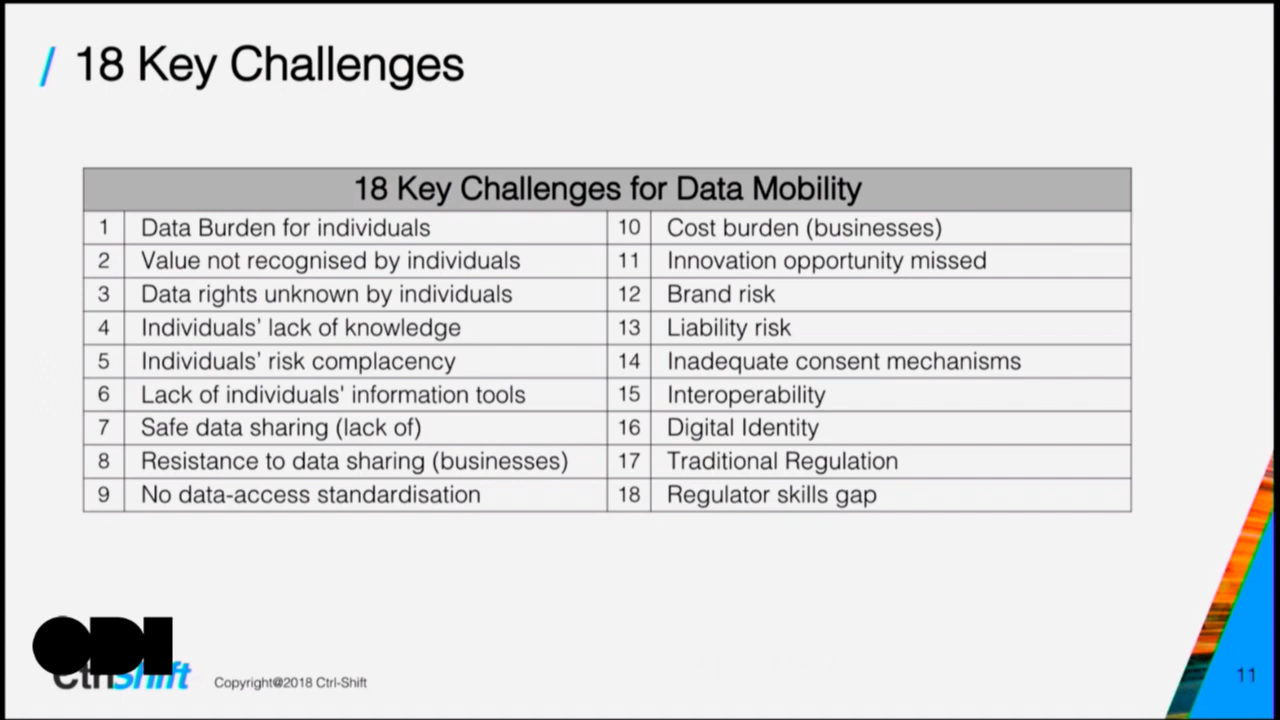 / 18 Key Challenges
18 Key Challenges for Data Mobility
1 Data Burden for individuals 10 Cost burden (businesses)
2 Value not recognised by individuals 11 Innovation opportunity missed
3 Data rights unknown by individuals 12 Brand risk
4 Individuals’ lack of knowledge 13 Liability risk
5 Individuals’ risk complacency 14 Inadequate consent mechanisms
6 Lack of individuals' information tools 15 Interoperability
7 Safe data sharing (lack of) 16 Digital Identity
8 Resistance to data sharing (businesses) 17 Traditional Regulation
9 No data-access standardisation 18 Regulator skills gap
ODI
CtrlShift Copyright@2018 Ctrl-Shift
11